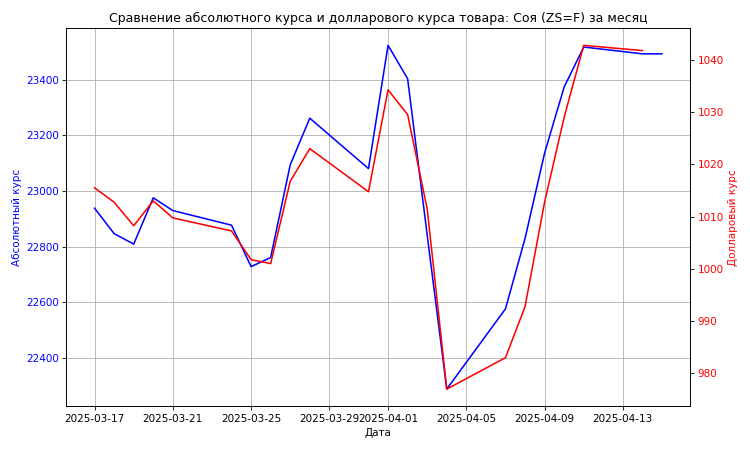 Сравнение абсолютного курса и долларового курса товара: Соя (ZS=F) за месяц
23400
23200
23000
22800
22600
22400
Абсолютный курс
1040
1030
1020
1010
1000
990
980
Долларовый курс
2025-03-17 2025-03-21 2025-03-25 2025-03-29 2025-04-01 2025-04-05 2025-04-09 2025-04-13
Дата